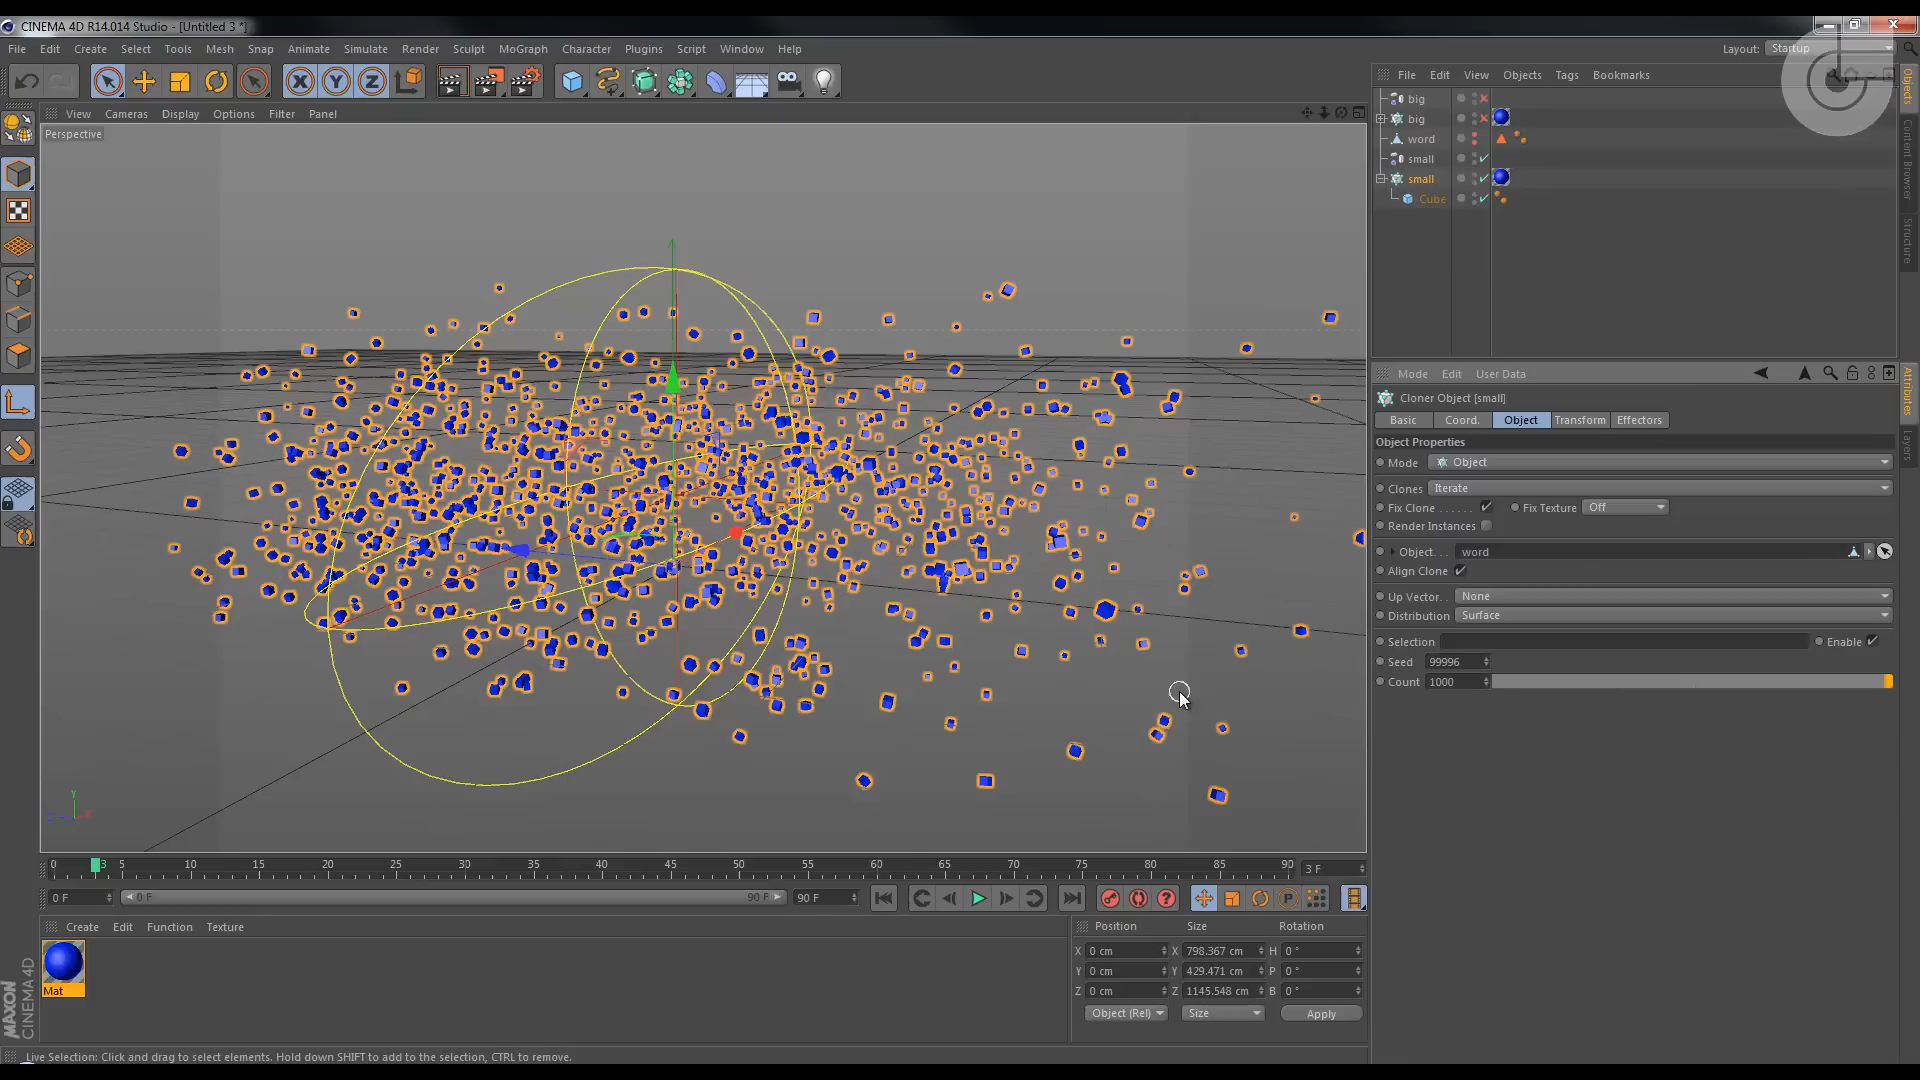 CINEMA 4D R14.014 Studio - [Untitled 3 *]
File Edit Create Select Tools Mesh Snap Animate Simulate Render Sculpt MoGraph Character Plugins Script Window Help
Layout: Startup
View Cameras Display Options Filter Panel
Perspective
File Edit View Objects Tags Bookmarks
big
big
word
small
small
Cube
Objects
Content Browser
Structure
Mode Edit User Data
Cloner Object [small]
Basic Coord. Object Transform Effectors
Object Properties
Mode Object
Clones Iterate
Fix Clone . . . . . . Fix Texture Off
Render Instances
Object. . . word
Align Clone
Up Vector. . None
Distribution Surface
Selection Enable
Seed 99996
Count 1000
Attributes
Layers
Y
Z X
0 3 5 10 15 20 25 30 35 40 45 50 55 60 65 70 75 80 85 90
3 F
0 F 0 F 90 F 90 F
Create Edit Function Texture
Mat
Position Size Rotation
X 0 cm X 798.367 cm H 0 °
Y 0 cm Y 429.471 cm P 0 °
Z 0 cm Z 1145.548 cm B 0 °
Object (Rel) Size Apply
MAXON
CINEMA 4D
Live Selection: Click and drag to select elements. Hold down SHIFT to add to the selection, CTRL to remove.